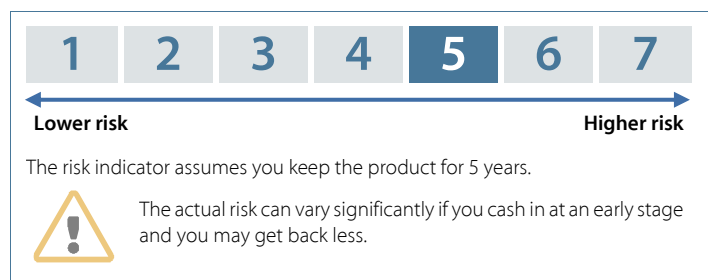 1 2 3 4 5 6 7
Lower risk Higher risk
The risk indicator assumes you keep the product for 5 years.
!
The actual risk can vary significantly if you cash in at an early stage
and you may get back less.